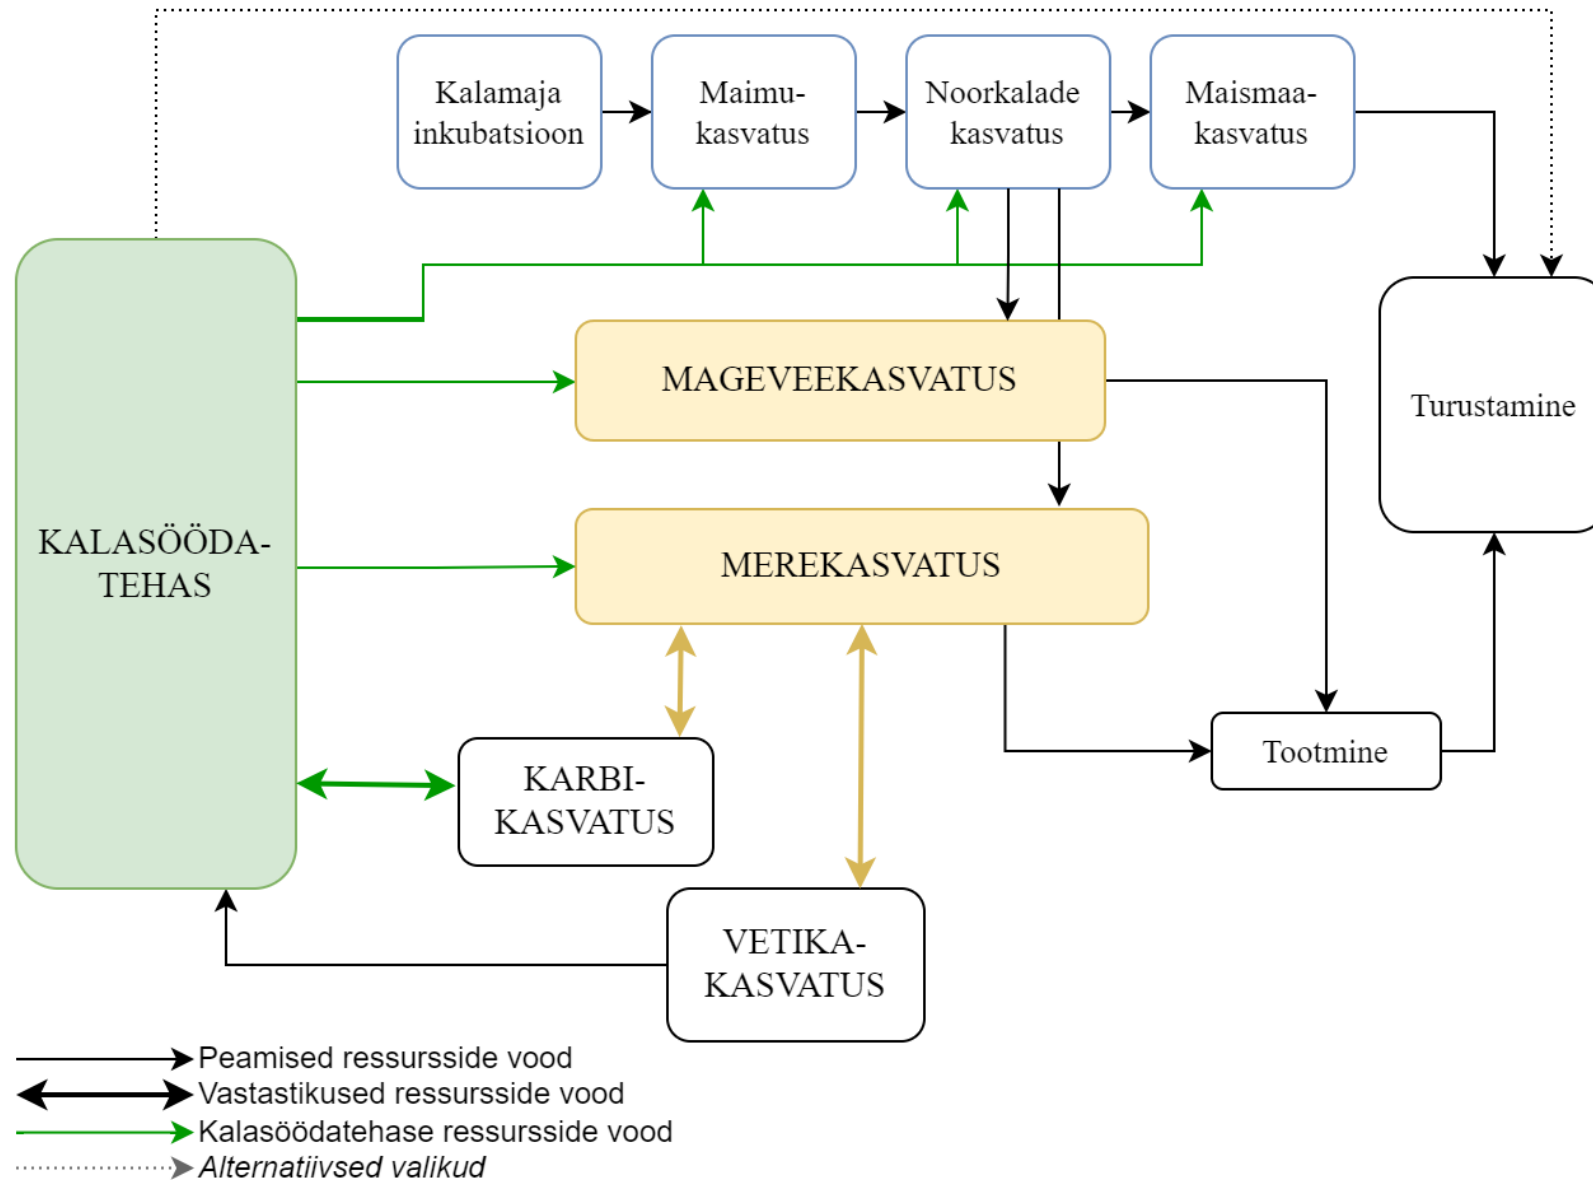 Kalamaja
inkubatsioon
Maimu-
kasvatus
Noorkalade
kasvatus
Maismaa-
kasvatus
MAGEVEEKASVATUS
Turustamine
KALASÖÖDA-
TEHAS
MEREKASVATUS
Tootmine
KARBI-
KASVATUS
VETIKA-
KASVATUS
Peamised ressursside vood
Vastastikused ressursside vood
Kalasöödatehase ressursside vood
Alternatiivsed valikud